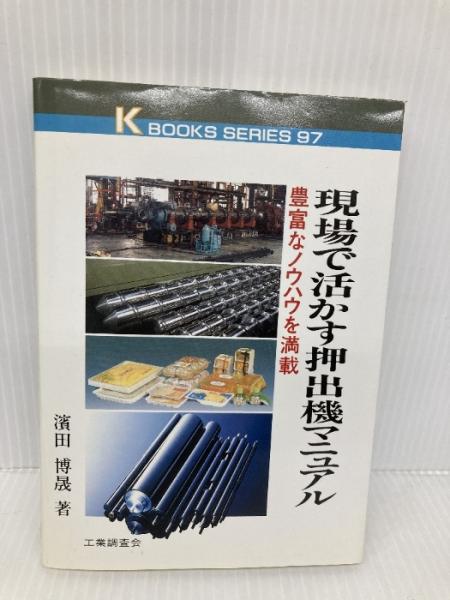 K BOOKS SERIES 97
現場で活かす押出機マニュアル
豊富なノウハウを満載
濱田 博晟 著
工業調査会